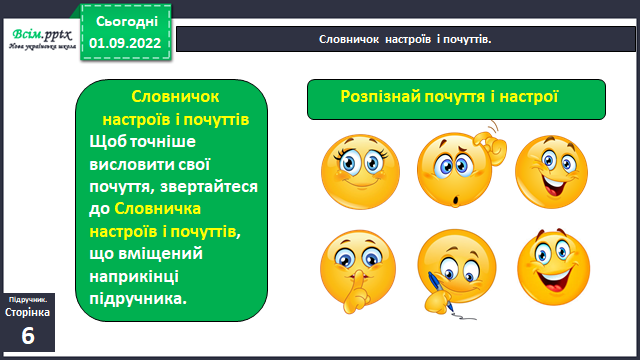 Всім.pptx
Нова українська школа
Сьогодні
01.09.2022
Словничок настроїв і почуттів.
Словничок
настроїв і почуттів
Щоб точніше
висловити свої
почуття, звертайтеся
до Словничка
настроїв і почуттів,
що вміщений
наприкінці
підручника.
Розпізнай почуття і настрої
Підручник.
Сторінка
6